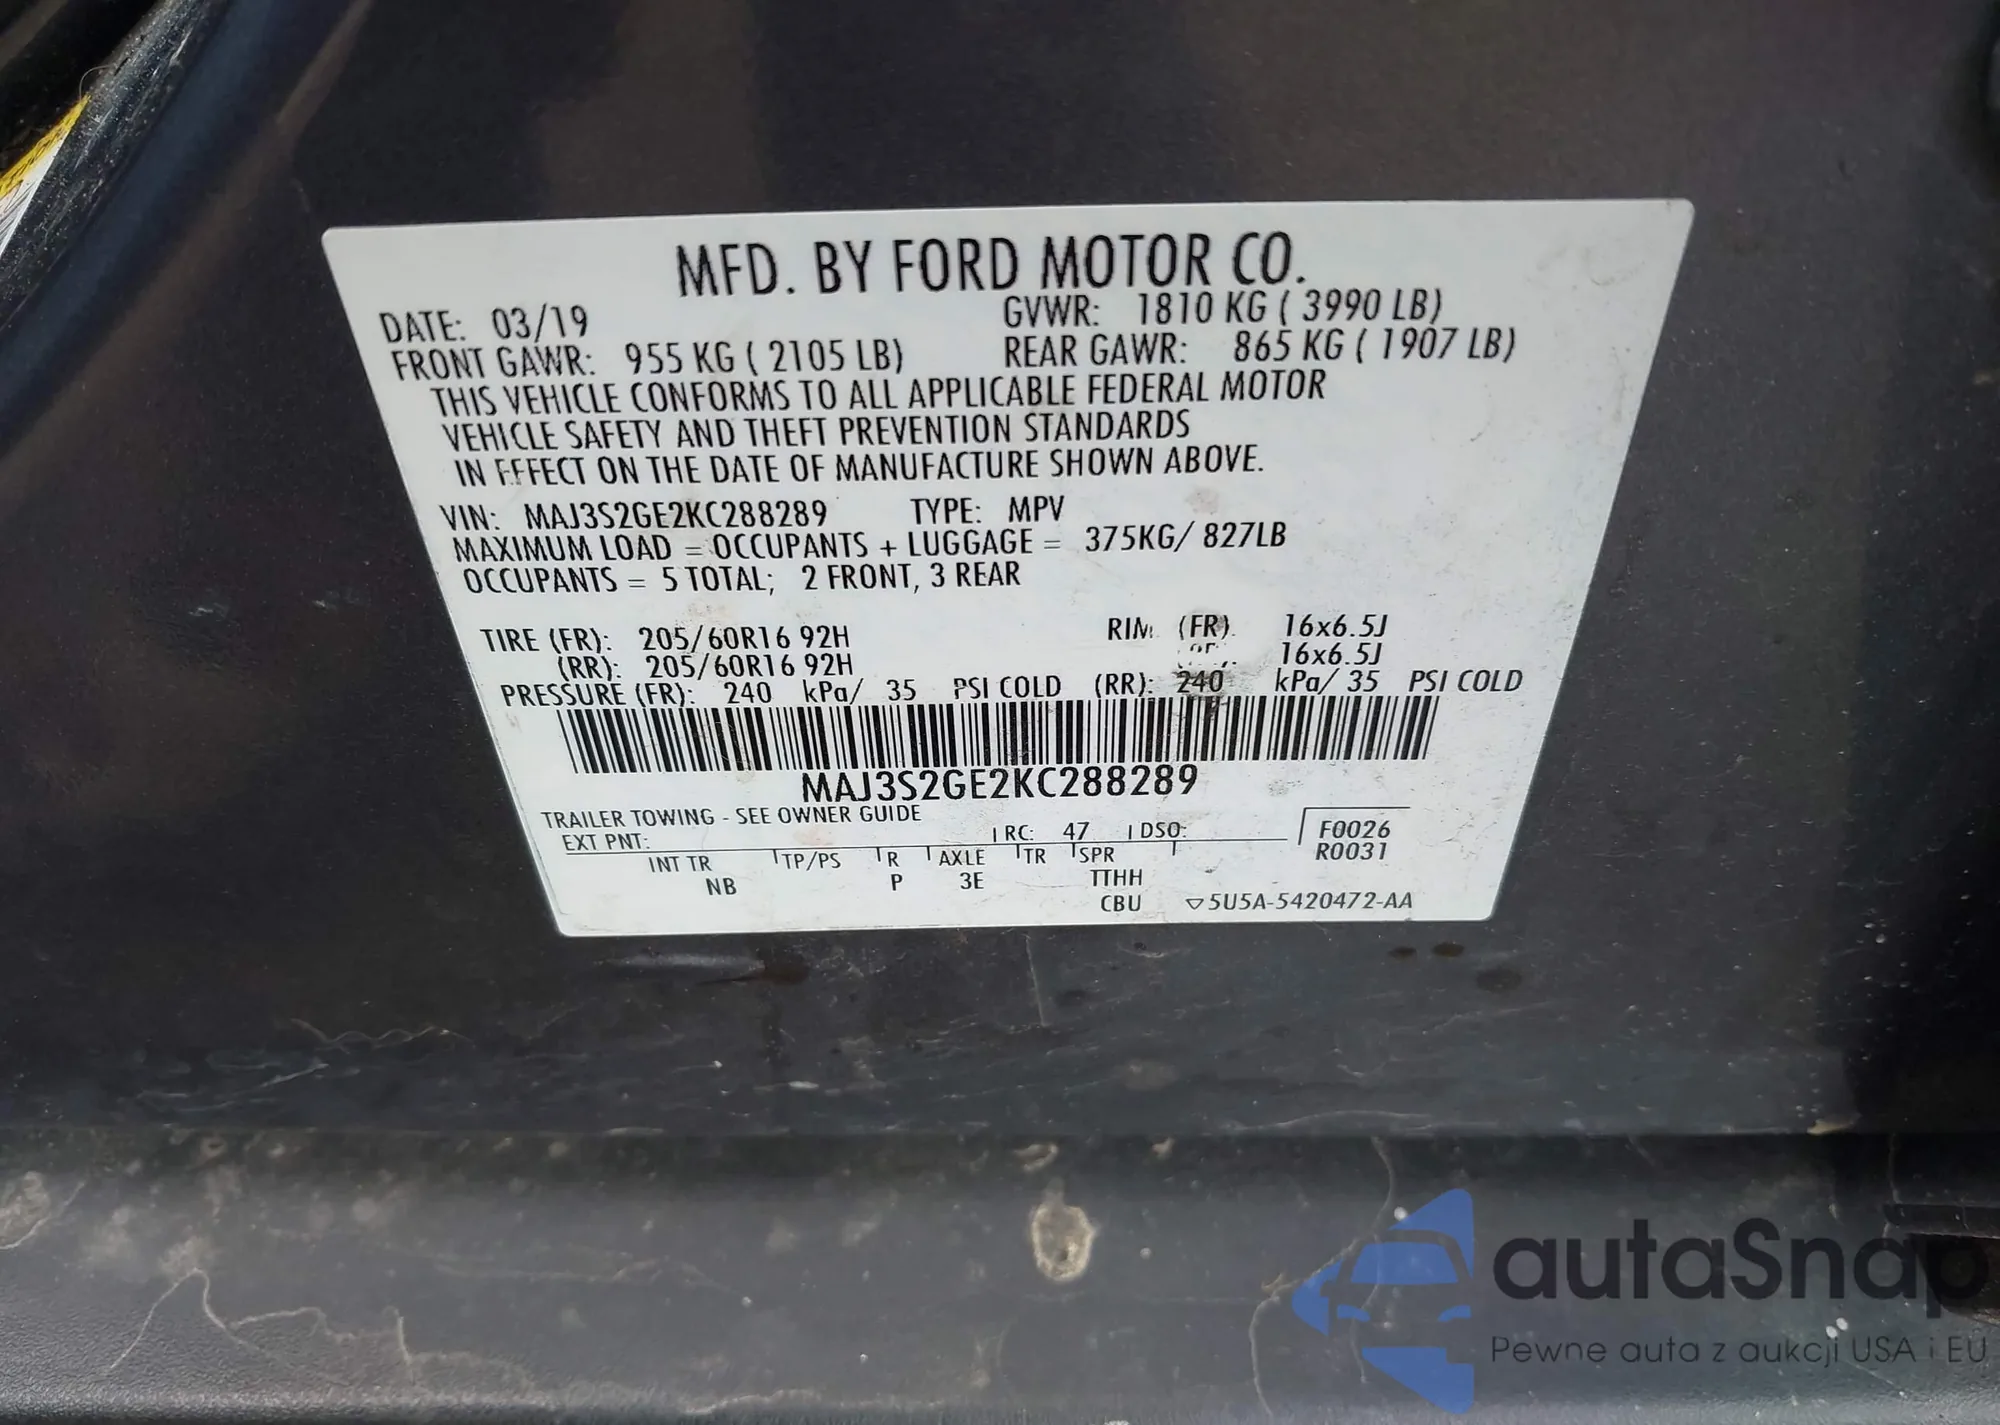 MFD. BY FORD MOTOR CO.
DATE: 03/19 GVWR: 1810 KG ( 3990 LB)
FRONT GAWR: 955 KG ( 2105 LB) REAR GAWR: 865 KG ( 1907 LB)
THIS VEHICLE CONFORMS TO ALL APPLICABLE FEDERAL MOTOR
VEHICLE SAFETY AND THEFT PREVENTION STANDARDS
IN EFFECT ON THE DATE OF MANUFACTURE SHOWN ABOVE.
VIN: MAJ3S2GE2KC288289 TYPE: MPV
MAXIMUM LOAD = OCCUPANTS + LUGGAGE = 375KG/ 827LB
OCCUPANTS = 5 TOTAL; 2 FRONT, 3 REAR
TIRE (FR): 205/60R16 92H RIM (FR) 16x6.5J
(RR): 205/60R16 92H 16x6.5J
PRESSURE (FR): 240 kPa/ 35 PSI COLD (RR): 240 kPa/ 35 PSI COLD
MAJ3S2GE2KC288289
TRAILER TOWING - SEE OWNER GUIDE
EXT PNT: RC: 47 DSO: F0026
R0031
INT TR TP/PS R AXLE TR SPR
NB P 3E TTHH
CBU ▽5U5A-5420472-AA
autaSnap
Pewne auta z aukcji USA i EU